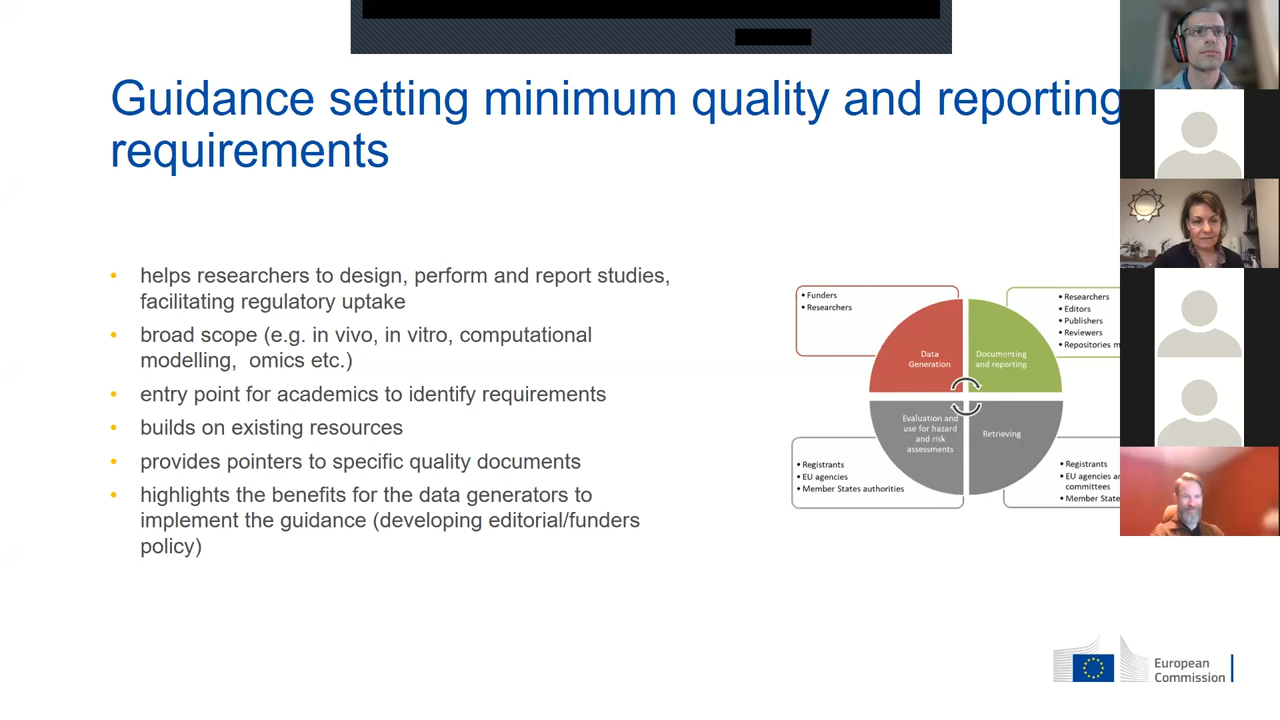 Guidance setting minimum quality and reporting
requirements
helps researchers to design, perform and report studies,
facilitating regulatory uptake
broad scope (e.g. in vivo, in vitro, computational
modelling, omics etc.)
entry point for academics to identify requirements
builds on existing resources
provides pointers to specific quality documents
highlights the benefits for the data generators to
implement the guidance (developing editorial/funders
policy)
• Funders
• Researchers
• Researchers
• Editors
• Publishers
• Reviewers
• Repositories
Data
Generation
Documenting
and reporting
Evaluation and
use for hazard
and risk
assessments
Retrieving
• Registrants
• EU agencies
• Member States authorities
• Registrants
• EU agencies
committees
• Member
European
Commission